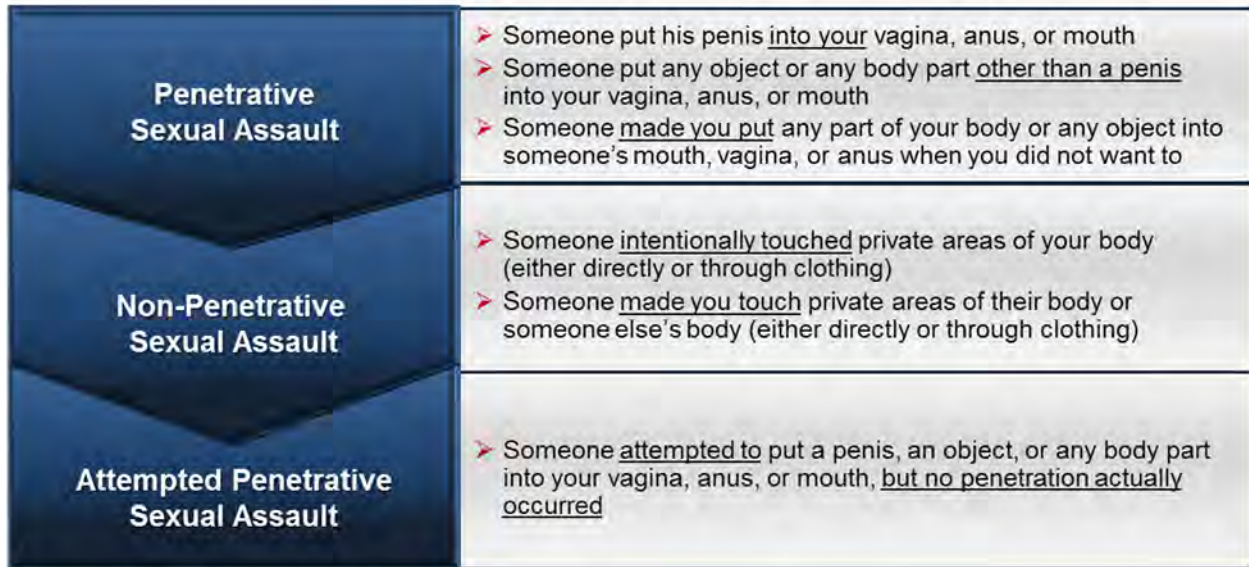 Penetrative
Sexual Assault
➢ Someone put his penis into your vagina, anus, or mouth
➢ Someone put any object or any body part other than a penis
into your vagina, anus, or mouth
➢ Someone made you put any part of your body or any object into
someone's mouth, vagina, or anus when you did not want to
Non-Penetrative
Sexual Assault
➢ Someone intentionally touched private areas of your body
(either directly or through clothing)
➢ Someone made you touch private areas of their body or
someone else's body (either directly or through clothing)
Attempted Penetrative
Sexual Assault
➢ Someone attempted to put a penis, an object, or any body part
into your vagina, anus, or mouth, but no penetration actually
occurred